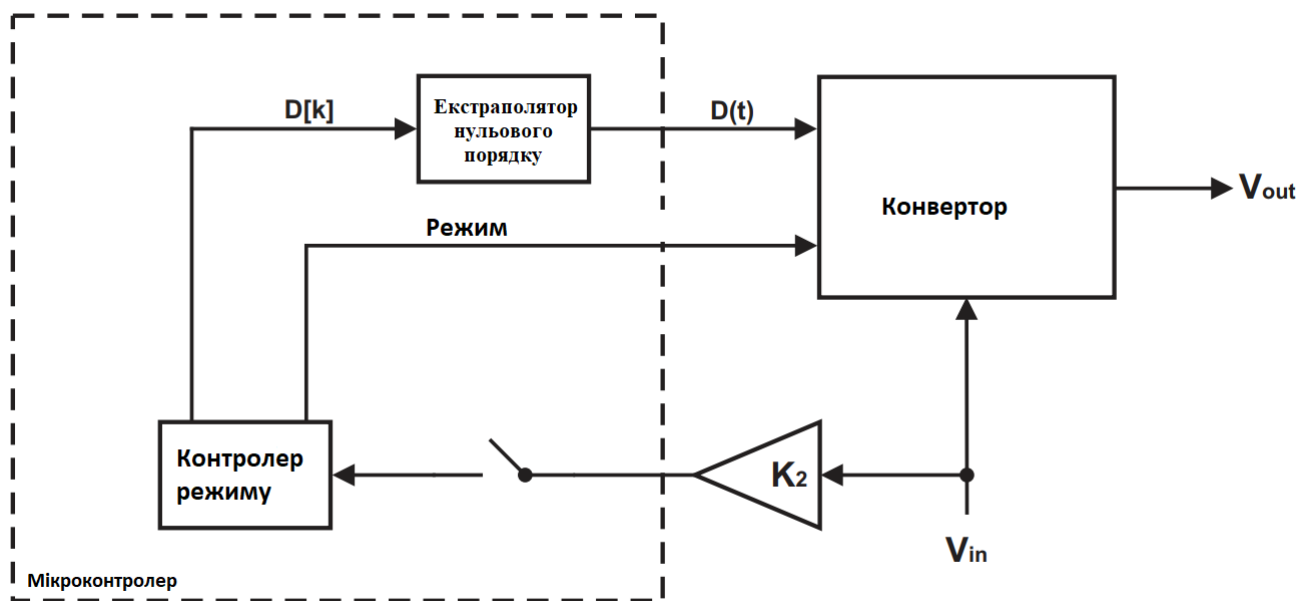 D[k]
Екстраполятор
нульового
порядку
D(t)
Конвертор
Vout
Режим
Контролер
режиму
K2
Vin
Мікроконтролер